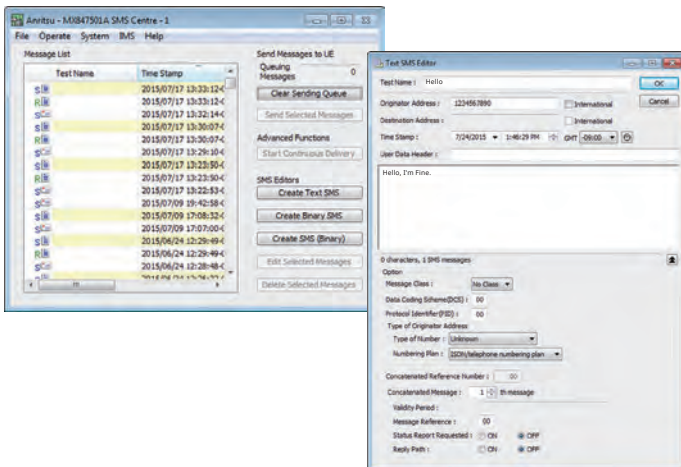 Anritsu - MX847501A SMS Centre - 1
File Operate System IMS Help
Message List
Test Name Time Stamp
S 2015/07/17 13:33:12-(
R 2015/07/17 13:33:12-(
S 2015/07/17 13:32:14-(
S 2015/07/17 13:30:07-(
R 2015/07/17 13:30:07-(
S 2015/07/17 13:29:10-(
S 2015/07/17 13:23:50-(
R 2015/07/17 13:23:50-(
S 2015/07/17 13:22:53-(
S 2015/07/09 19:42:58-(
S 2015/07/09 17:08:32-(
S 2015/07/09 17:07:00-(
S 2015/06/24 12:29:49-(
R 2015/06/24 12:29:49-(
S 2015/06/24 12:28:48-(
Send Messages to UE
Queuing
Messages 0
Clear Sending Queue
Send Selected Messages
Advanced Functions
Start Continuous Delivery
SMS Editors
Create Text SMS
Create Binary SMS
Create SMS (Binary)
Edit Selected Messages
Delete Selected Messages
Text SMS Editor
Test Name : Hello
OK
Originator Address : 1234567890 International
Cancel
Destination Address : International
Time Stamp : 7/24/2015 1:46:29 PM GMT -09:00
User Data Header :
Hello, I'm Fine.
0 characters, 1 SMS messages
Option
Message Class : No Class
Data Coding Scheme(DCS) : 00
Protocol Identifier(PID) : 00
Type of Originator Address
Type of Number : Unknown
Numbering Plan : ISDN/telephone numbering plan
Concatenated Reference Number : 00
Concatenated Message : 1 th message
Validity Period :
Message Reference : 00
Status Report Requested : ON OFF
Reply Path : ON OFF